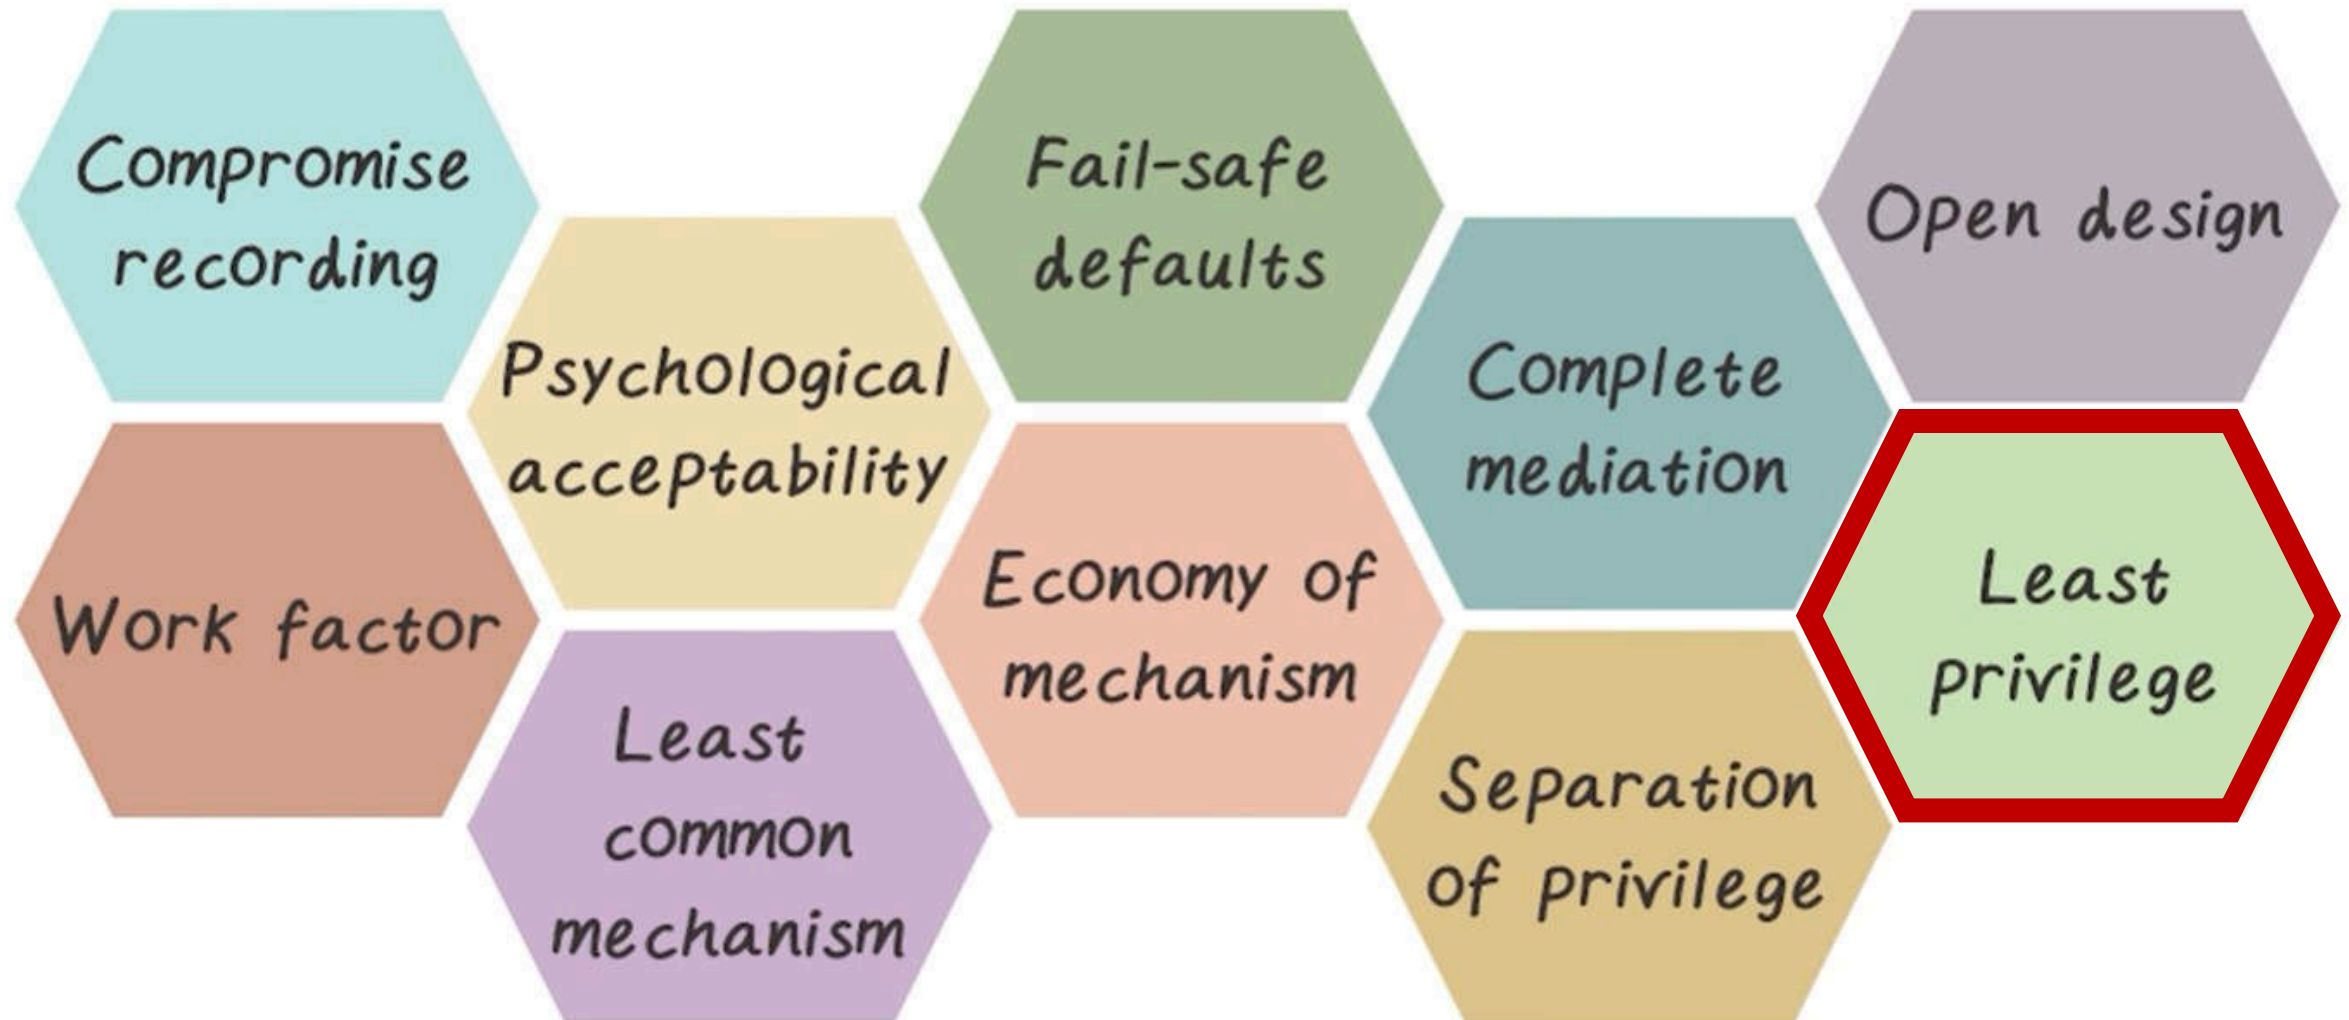 Compromise
recording
Fail-safe
defaults
Open design
Psychological
acceptability
Complete
mediation
Work factor
Economy of
mechanism
Least
privilege
Least
common
mechanism
Separation
of privilege